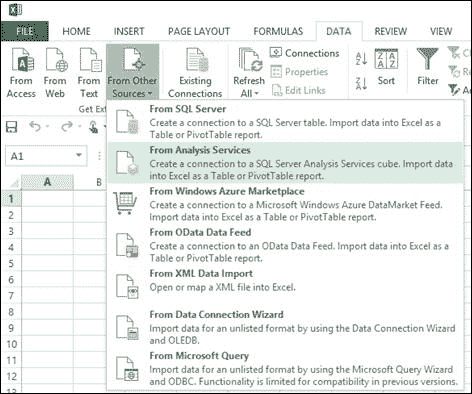 FILE HOME INSERT PAGE LAYOUT FORMULAS DATA REVIEW VIEW
From Access
From Web
From Text
From Other Sources
Existing Connections
Refresh All
Connections
Properties
Edit Links
Sort
Filter
Get Ext
A1
A B
1
2
3
4
5
6
7
8
9
10
11
12
13
From SQL Server
Create a connection to a SQL Server table. Import data into Excel as a
Table or PivotTable report.
From Analysis Services
Create a connection to a SQL Server Analysis Services cube. Import data
into Excel as a Table or PivotTable report.
From Windows Azure Marketplace
Create a connection to a Microsoft Windows Azure DataMarket Feed.
Import data into Excel as a Table or PivotTable report.
From OData Data Feed
Create a connection to an OData Data Feed. Import data into Excel as a
Table or PivotTable report.
From XML Data Import
Open or map a XML file into Excel.
From Data Connection Wizard
Import data for an unlisted format by using the Data Connection Wizard
and OLEDB.
From Microsoft Query
Import data for an unlisted format by using the Microsoft Query Wizard
and ODBC. Functionality is limited for compatibility in previous versions.